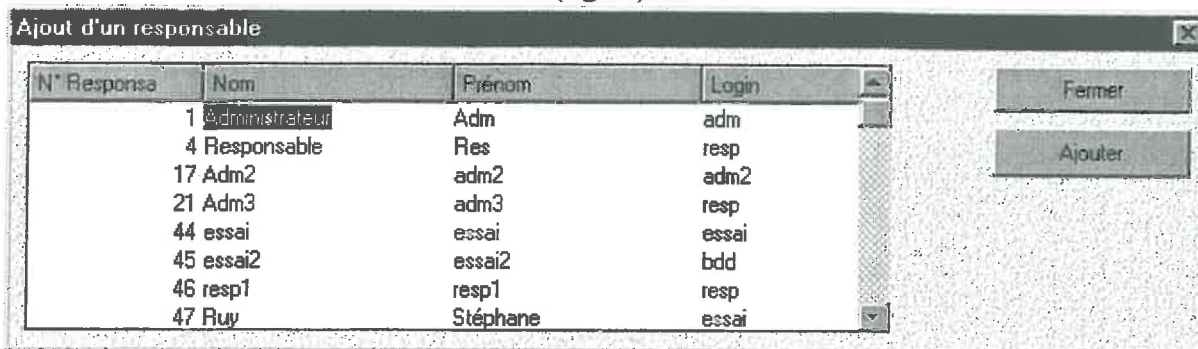 Ajout d'un responsable
N° Responsa Nom Prénom Login
Fermer
1 Administrateur Adm adm
4 Responsable Res resp
Ajouter
17 Adm2 adm2 adm2
21 Adm3 adm3 resp
44 essai essai essai
45 essai2 essai2 bdd
46 resp1 resp1 resp
47 Ruy Stéphane essai